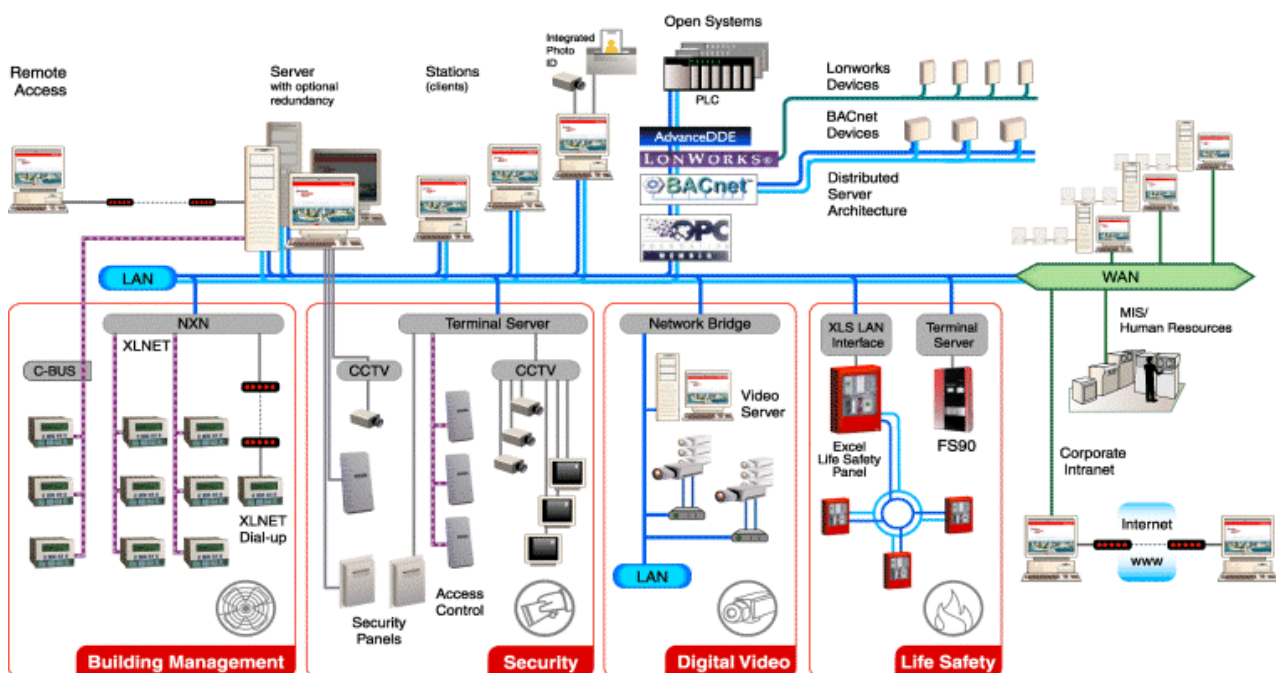 Remote
Access
Server
with optional
redundancy
Stations
(clients)
Integrated
Photo
ID
Open Systems
PLC
AdvanceDDE
LONWORKS®
BACnet™
OPC
FOUNDATION
MEMBER
Lonworks
Devices
BACnet
Devices
Distributed
Server
Architecture
LAN
WAN
NXN
XLNET
C-BUS
XLNET
Dial-up
Building Management
Terminal Server
CCTV
CCTV
Access
Control
Security
Panels
Security
Network Bridge
Video
Server
LAN
Digital Video
XLS LAN
Interface
Terminal
Server
Excel
Life Safety
Panel
FS90
Life Safety
MIS/
Human Resources
Corporate
Intranet
Internet
www